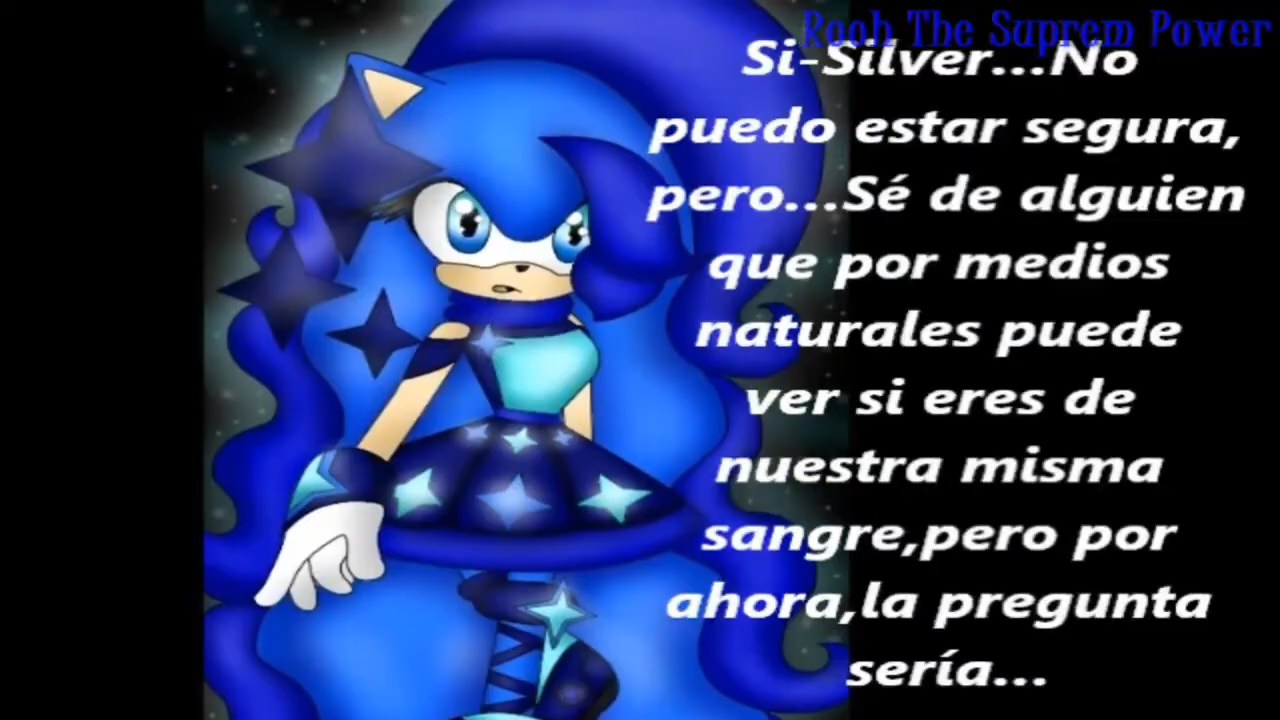 Rooh The Suprem Power
Si-Silver...No
puedo estar segura,
pero...Sé de alguien
que por medios
naturales puede
ver si eres de
nuestra misma
sangre,pero por
ahora,la pregunta
sería...